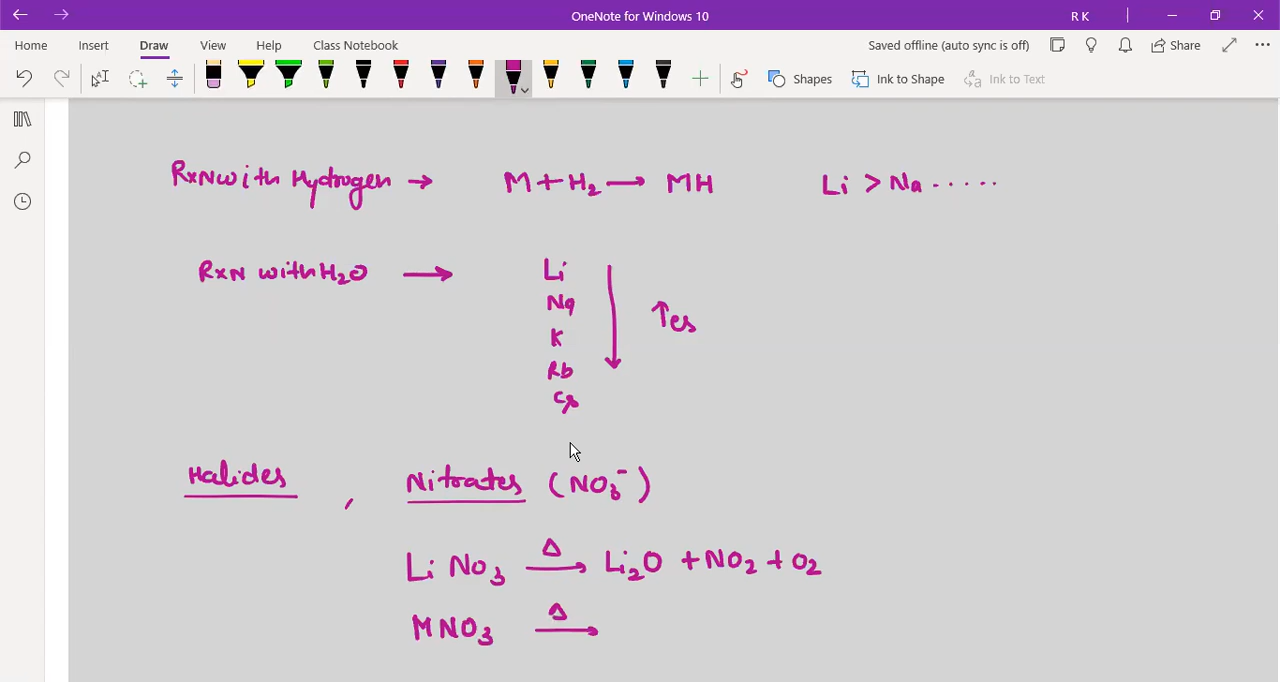 OneNote for Windows 10
R K
Home Insert Draw View Help Class Notebook
Saved offline (auto sync is off)
Share
Shapes
Ink to Shape
Ink to Text
RxN with Hydrogen → M + H₂ → MH Li > Na ......
RxN with H₂O → Li
Na
K
Rb
Cs
↑es
Halides , Nitrates (NO₃⁻)
Li NO₃ —Δ→ Li₂O + NO₂ + O₂
MNO₃ —Δ→